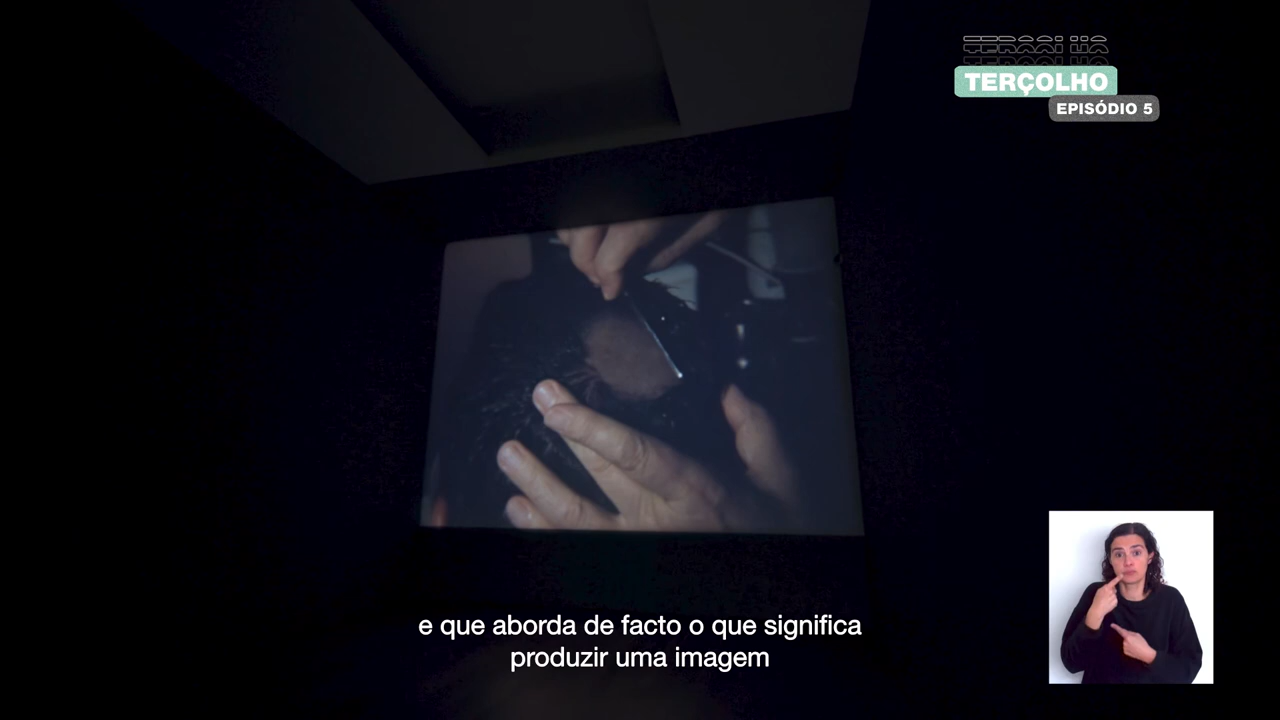 TERÇOLHO
EPISÓDIO 5
e que aborda de facto o que significa
produzir uma imagem